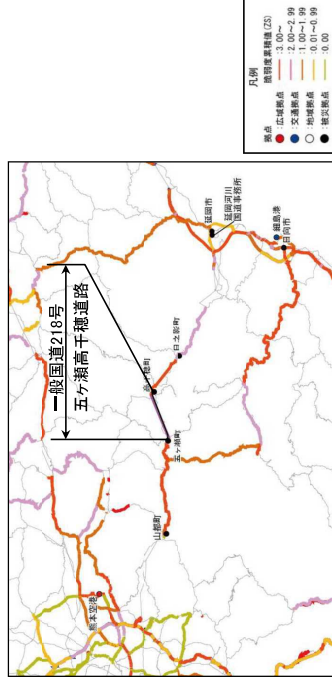 一般国道218号
五ヶ瀬高千穂道路
熊本空港
山都町
五ヶ瀬町
高千穂町
日之影町
延岡市
延岡河川
国道事務所
細島港
日向市
凡例
拠点
脆弱度累積値(ZS)
:広域拠点
:3.00~
:交通拠点
:2.00~2.99
:地域拠点
:1.00~1.99
:被災拠点
:0.01~0.99
:0.00